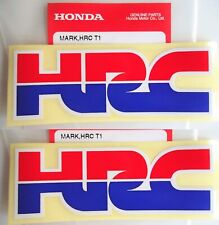 HONDA
GENUINE PARTS
Honda Motor Co., Ltd.
MARK,HRC T1
HRC
MARK,HRC T1
HRC